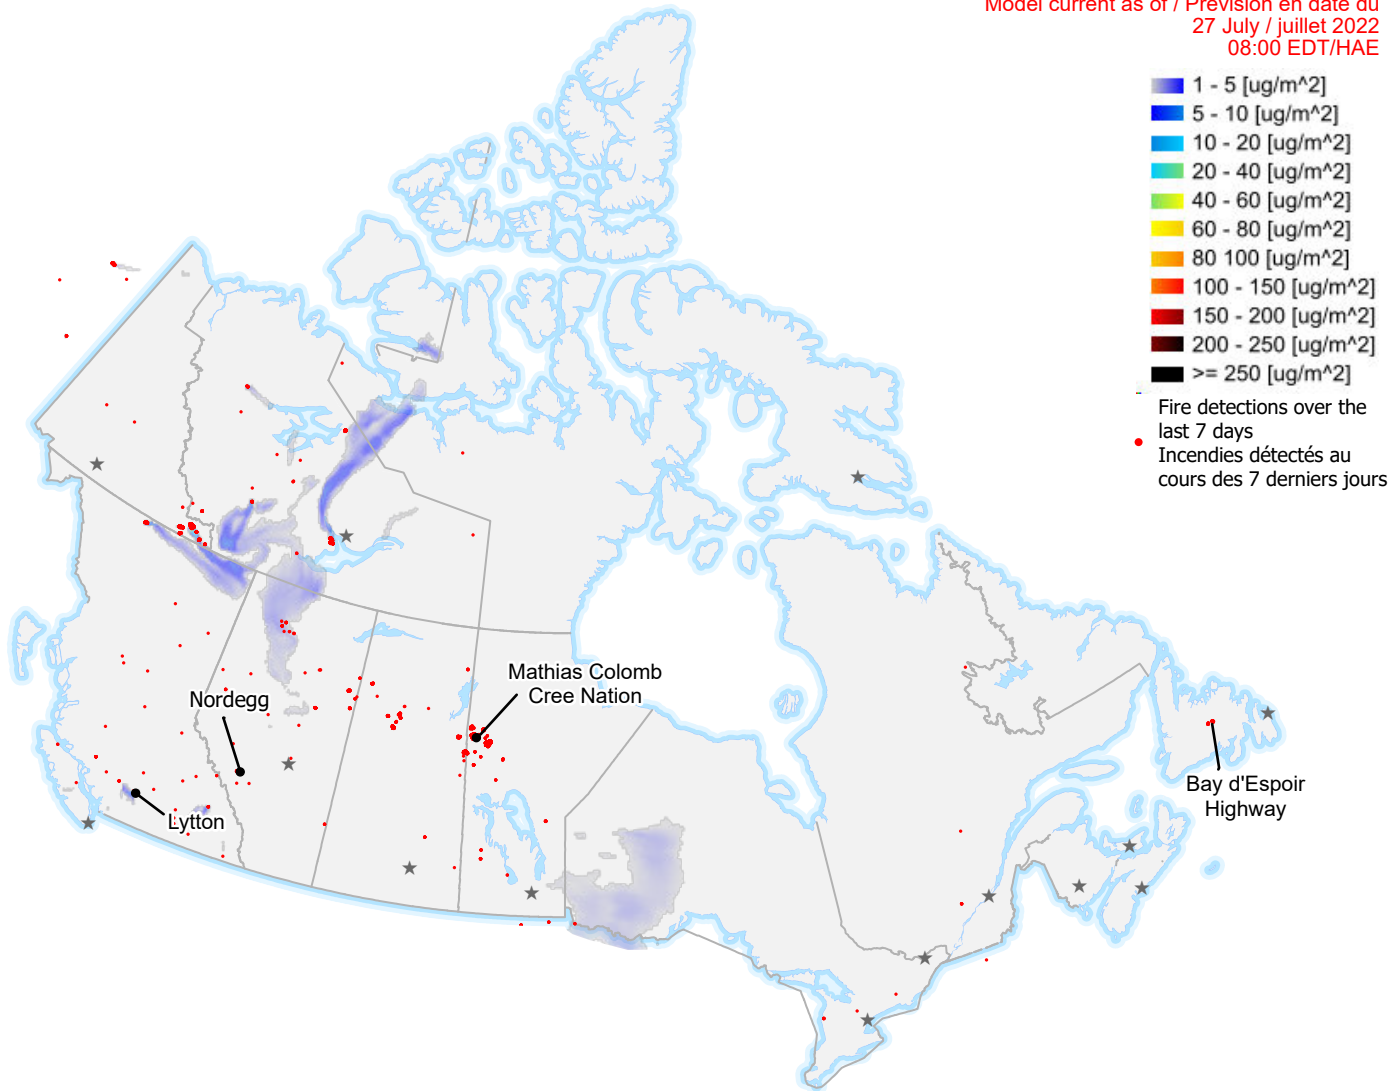 Model current as of / Prévision en date du
27 July / juillet 2022
08:00 EDT/HAE
1 - 5 [ug/m^2]
5 - 10 [ug/m^2]
10 - 20 [ug/m^2]
20 - 40 [ug/m^2]
40 - 60 [ug/m^2]
60 - 80 [ug/m^2]
80 100 [ug/m^2]
100 - 150 [ug/m^2]
150 - 200 [ug/m^2]
200 - 250 [ug/m^2]
>= 250 [ug/m^2]
Fire detections over the
last 7 days
Incendies détectés au
cours des 7 derniers jours
Mathias Colomb
Cree Nation
Nordegg
Lytton
Bay d'Espoir
Highway